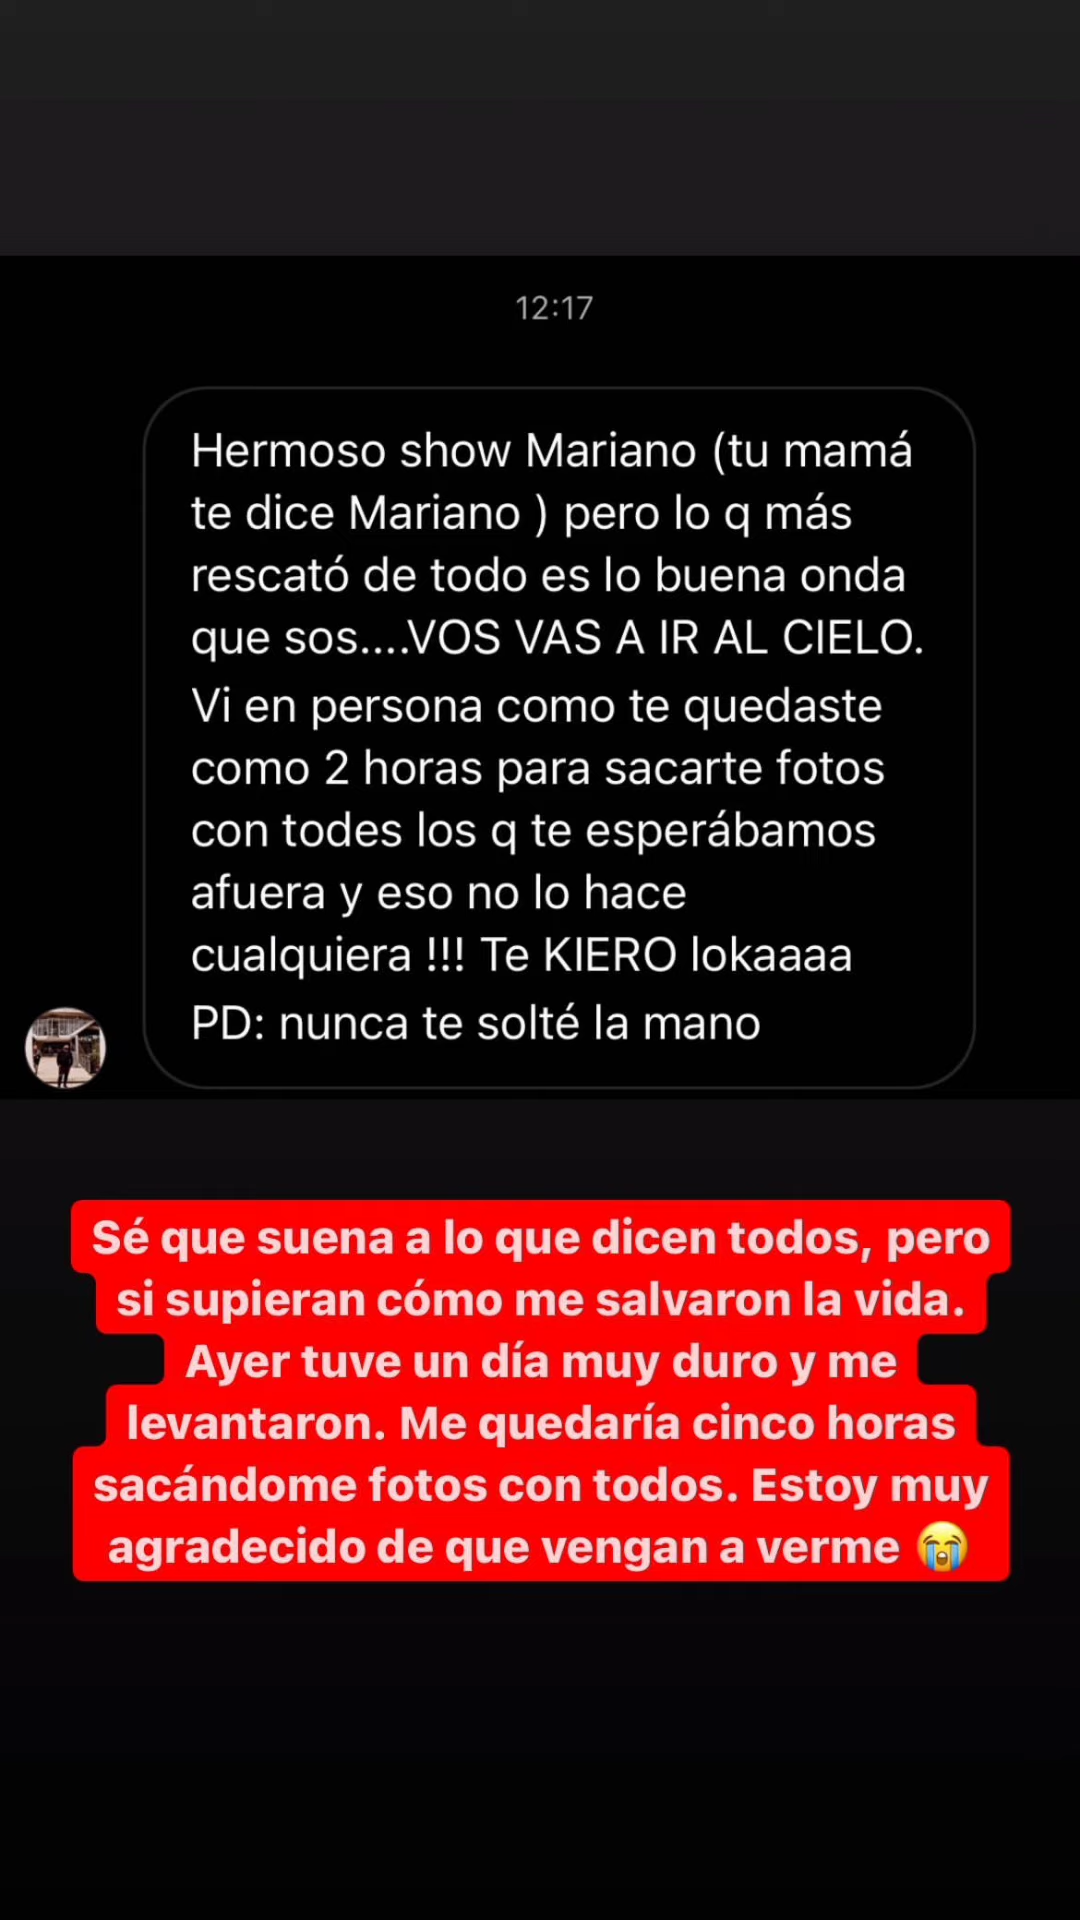 12:17
Hermoso show Mariano (tu mamá
te dice Mariano ) pero lo q más
rescató de todo es lo buena onda
que sos....VOS VAS A IR AL CIELO.
Vi en persona como te quedaste
como 2 horas para sacarte fotos
con todes los q te esperábamos
afuera y eso no lo hace
cualquiera !!! Te KIERO lokaaaa
PD: nunca te solté la mano
Sé que suena a lo que dicen todos, pero
si supieran cómo me salvaron la vida.
Ayer tuve un día muy duro y me
levantaron. Me quedaría cinco horas
sacándome fotos con todos. Estoy muy
agradecido de que vengan a verme 😭